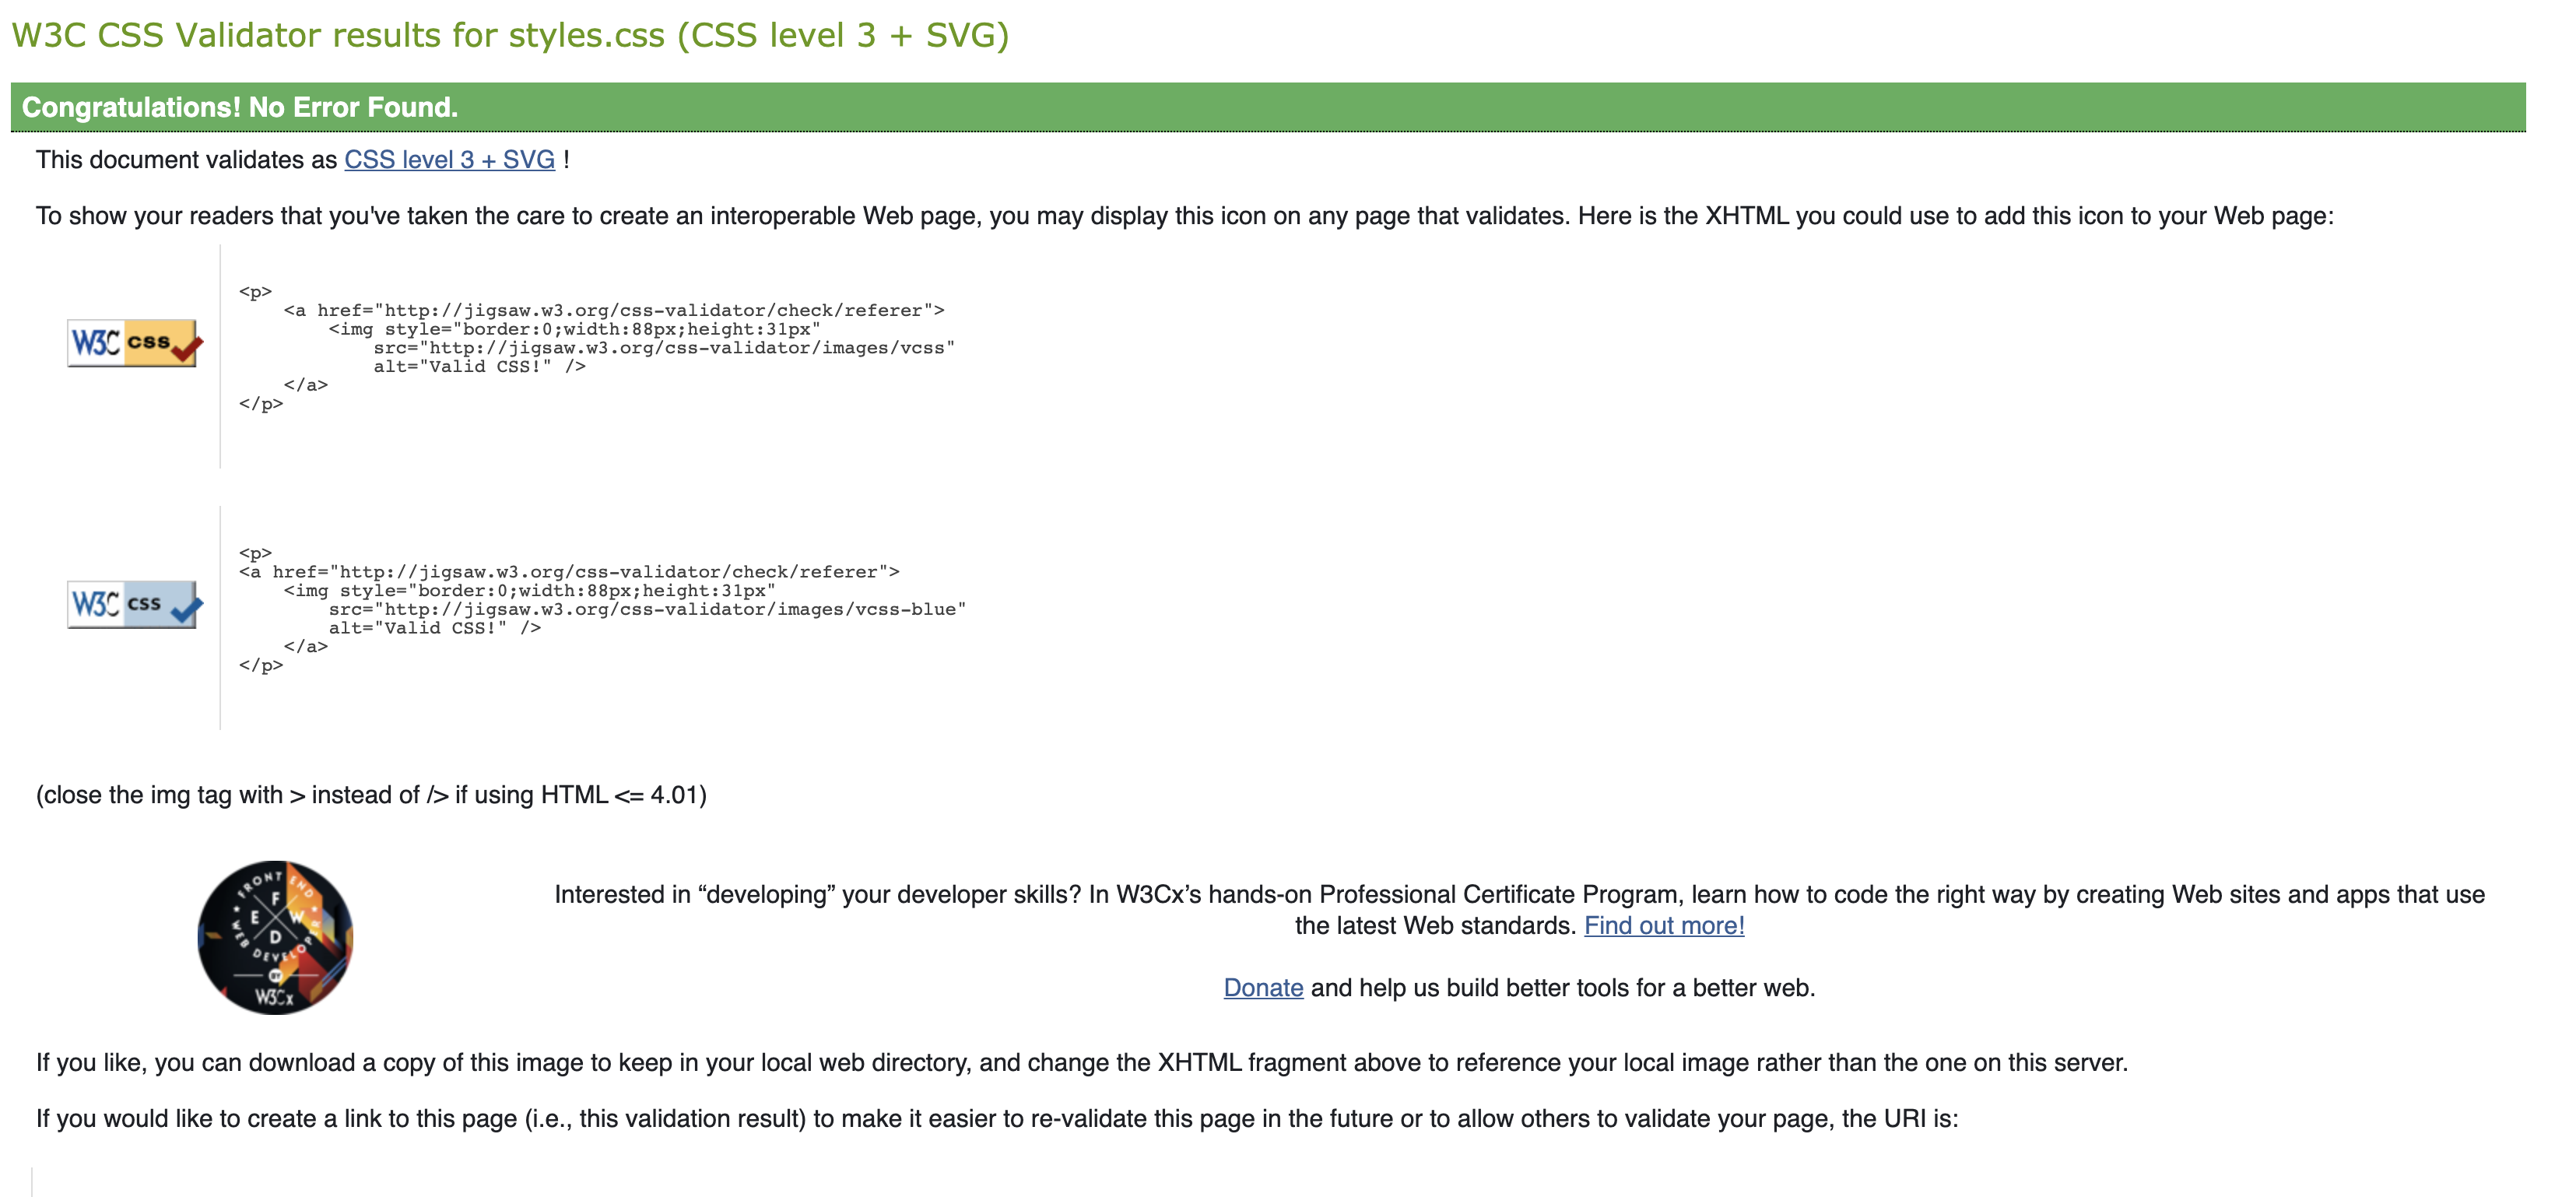 W3C CSS Validator results for styles.css (CSS level 3 + SVG)
Congratulations! No Error Found.
This document validates as CSS level 3 + SVG !
To show your readers that you've taken the care to create an interoperable Web page, you may display this icon on any page that validates. Here is the XHTML you could use to add this icon to your Web page:
W3C css
<p>
    <a href="http://jigsaw.w3.org/css-validator/check/referer">
        <img style="border:0;width:88px;height:31px"
            src="http://jigsaw.w3.org/css-validator/images/vcss"
            alt="Valid CSS!" />
    </a>
</p>
W3C css
<p>
<a href="http://jigsaw.w3.org/css-validator/check/referer">
    <img style="border:0;width:88px;height:31px"
        src="http://jigsaw.w3.org/css-validator/images/vcss-blue"
        alt="Valid CSS!" />
    </a>
</p>
(close the img tag with > instead of /> if using HTML <= 4.01)
FRONT END
WEB DEVELOPER
F
E W
D
BY
W3Cx
Interested in “developing” your developer skills? In W3Cx’s hands-on Professional Certificate Program, learn how to code the right way by creating Web sites and apps that use
the latest Web standards. Find out more!
Donate and help us build better tools for a better web.
If you like, you can download a copy of this image to keep in your local web directory, and change the XHTML fragment above to reference your local image rather than the one on this server.
If you would like to create a link to this page (i.e., this validation result) to make it easier to re-validate this page in the future or to allow others to validate your page, the URI is: